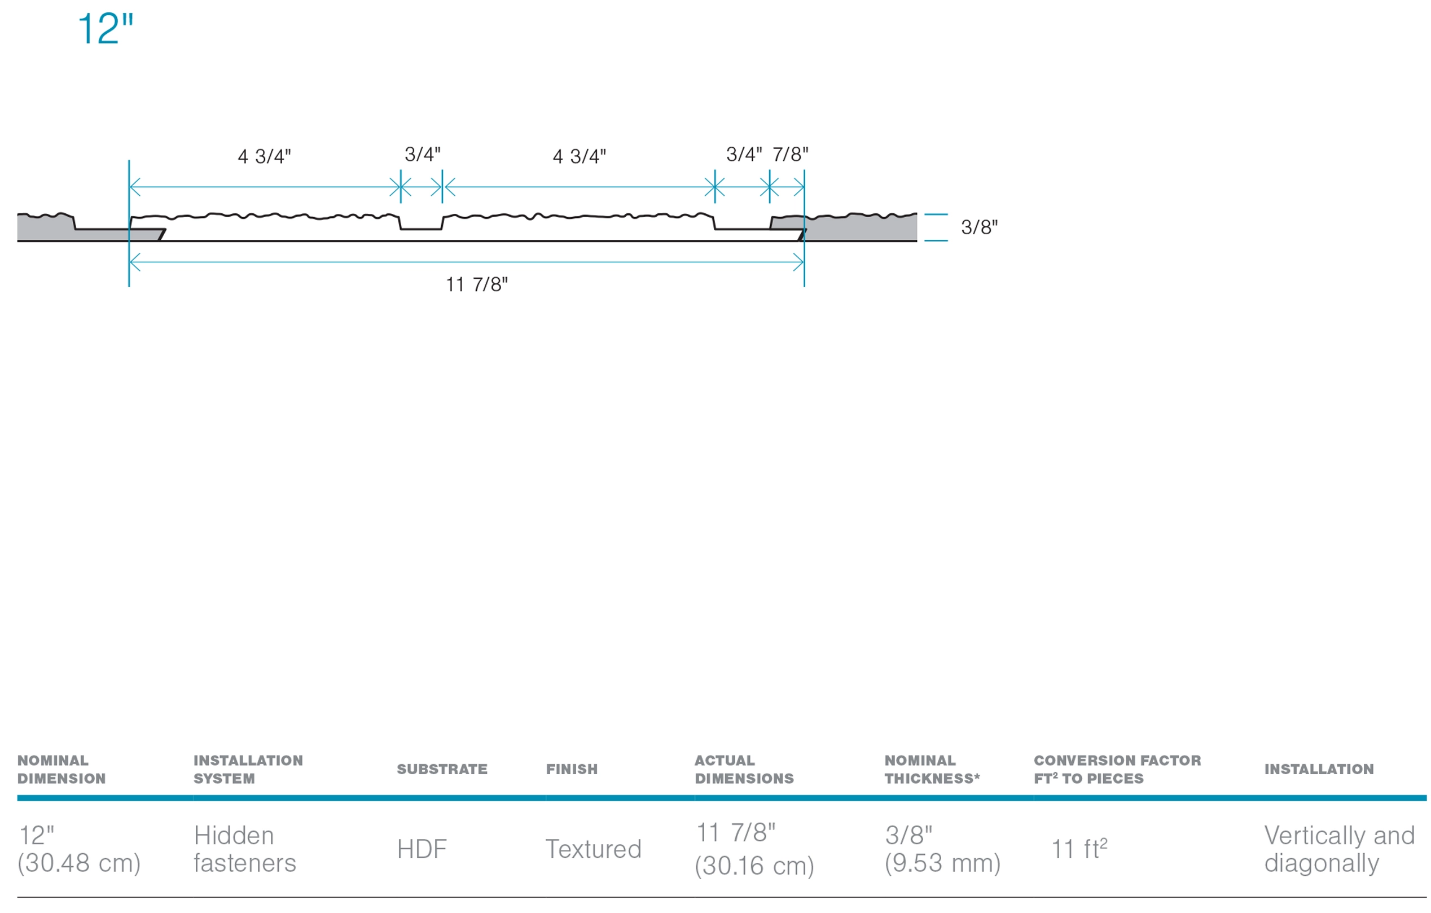 12"
4 3/4" 3/4" 4 3/4" 3/4" 7/8"
3/8"
11 7/8"
NOMINAL DIMENSION
INSTALLATION SYSTEM
SUBSTRATE
FINISH
ACTUAL DIMENSIONS
NOMINAL THICKNESS*
CONVERSION FACTOR FT² TO PIECES
INSTALLATION
12"
(30.48 cm)
Hidden
fasteners
HDF
Textured
11 7/8"
(30.16 cm)
3/8"
(9.53 mm)
11 ft²
Vertically and
diagonally